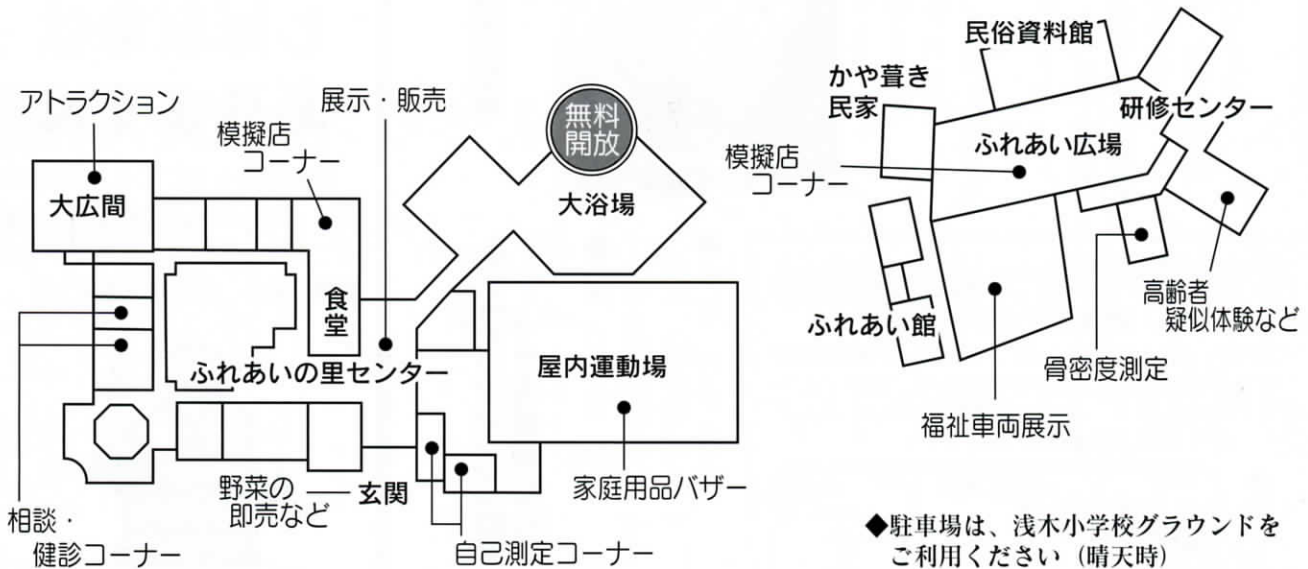 アトラクション
大広間
模擬店
コーナー
展示・販売
無料
開放
大浴場
食堂
ふれあいの里センター
屋内運動場
相談・
健診コーナー
野菜の
即売など
玄関
自己測定コーナー
家庭用品バザー
民俗資料館
かや葺き
民家
研修センター
ふれあい広場
模擬店
コーナー
ふれあい館
高齢者
疑似体験など
骨密度測定
福祉車両展示
◆駐車場は、浅木小学校グラウンドを
ご利用ください（晴天時）